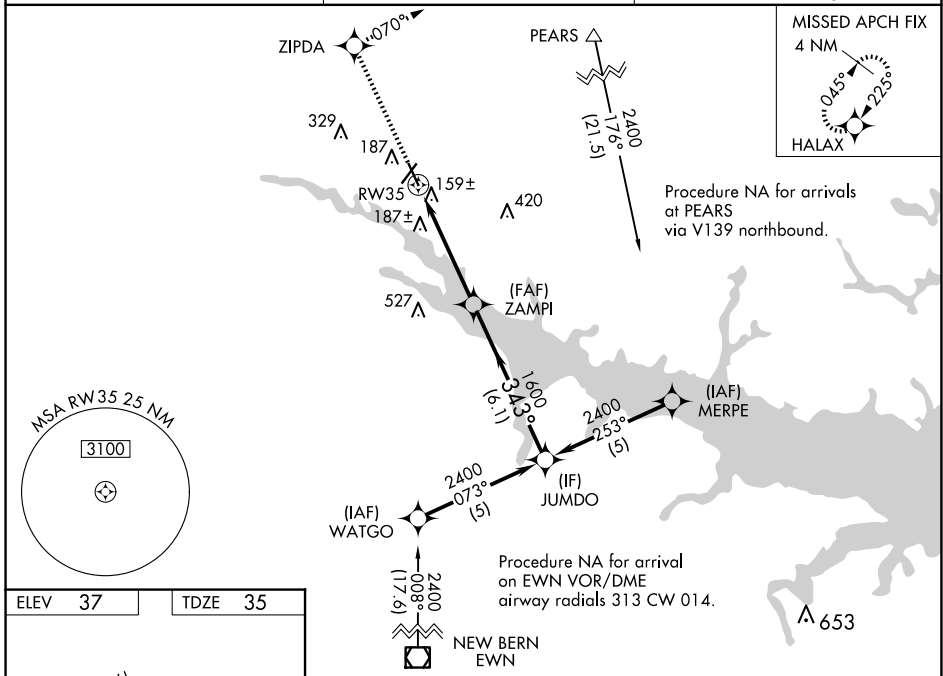 MISSED APCH FIX
4 NM
045°
225°
HALAX
070°
ZIPDA
PEARS
2400
176°
(21.5)
329
187
RW35
159±
187±
420
Procedure NA for arrivals
at PEARS
via V139 northbound.
527
(FAF)
ZAMPI
1600
343°
(6.1)
(IAF)
MERPE
2400
253°
(5)
MSA RW35 25 NM
3100
(IF)
JUMDO
2400
073°
(5)
(IAF)
WATGO
Procedure NA for arrival
on EWN VOR/DME
airway radials 313 CW 014.
2400
008°
(17.6)
653
NEW BERN
EWN
ELEV 37
TDZE 35